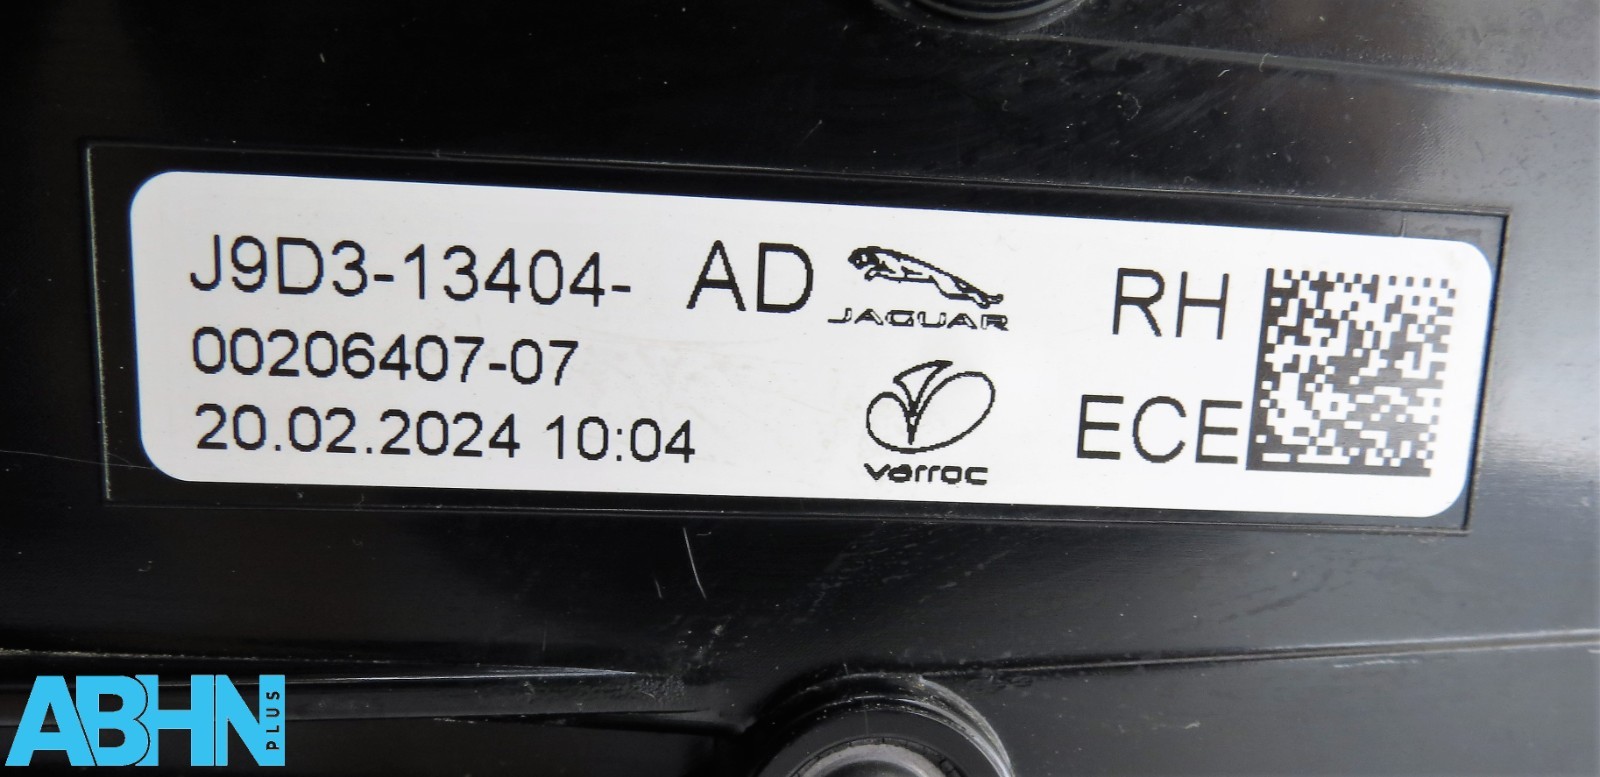 J9D3-13404- AD JAGUAR RH
00206407-07
20.02.2024 10:04 varroc ECE
ABHN PLUS